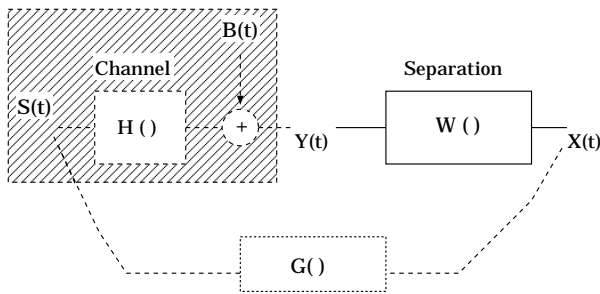 B(t)
Channel
Separation
S(t)
H ( )
+
Y(t)
W ( )
X(t)
G( )